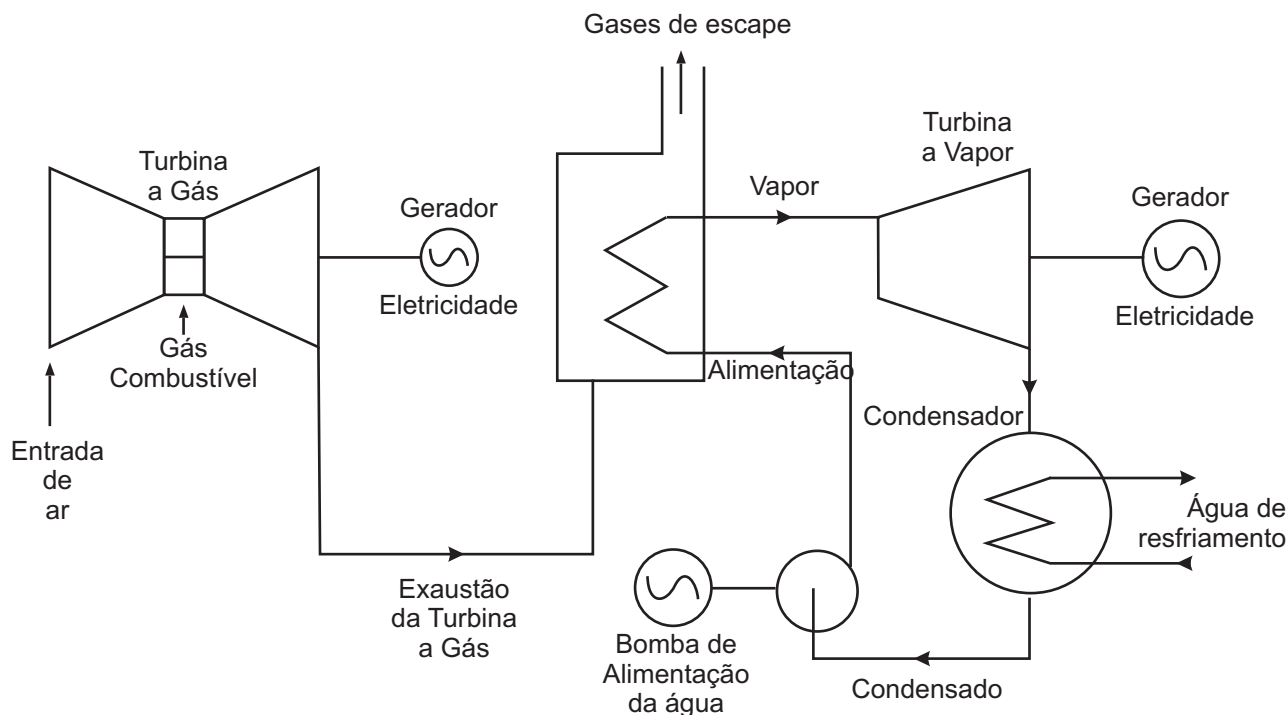 Gases de escape
Turbina
a Gás
Gerador
Eletricidade
Gás
Combustível
Entrada
de
ar
Exaustão
da Turbina
a Gás
Vapor
Alimentação
Turbina
a Vapor
Gerador
Eletricidade
Condensador
Água de
resfriamento
Bomba de
Alimentação
da água
Condensado